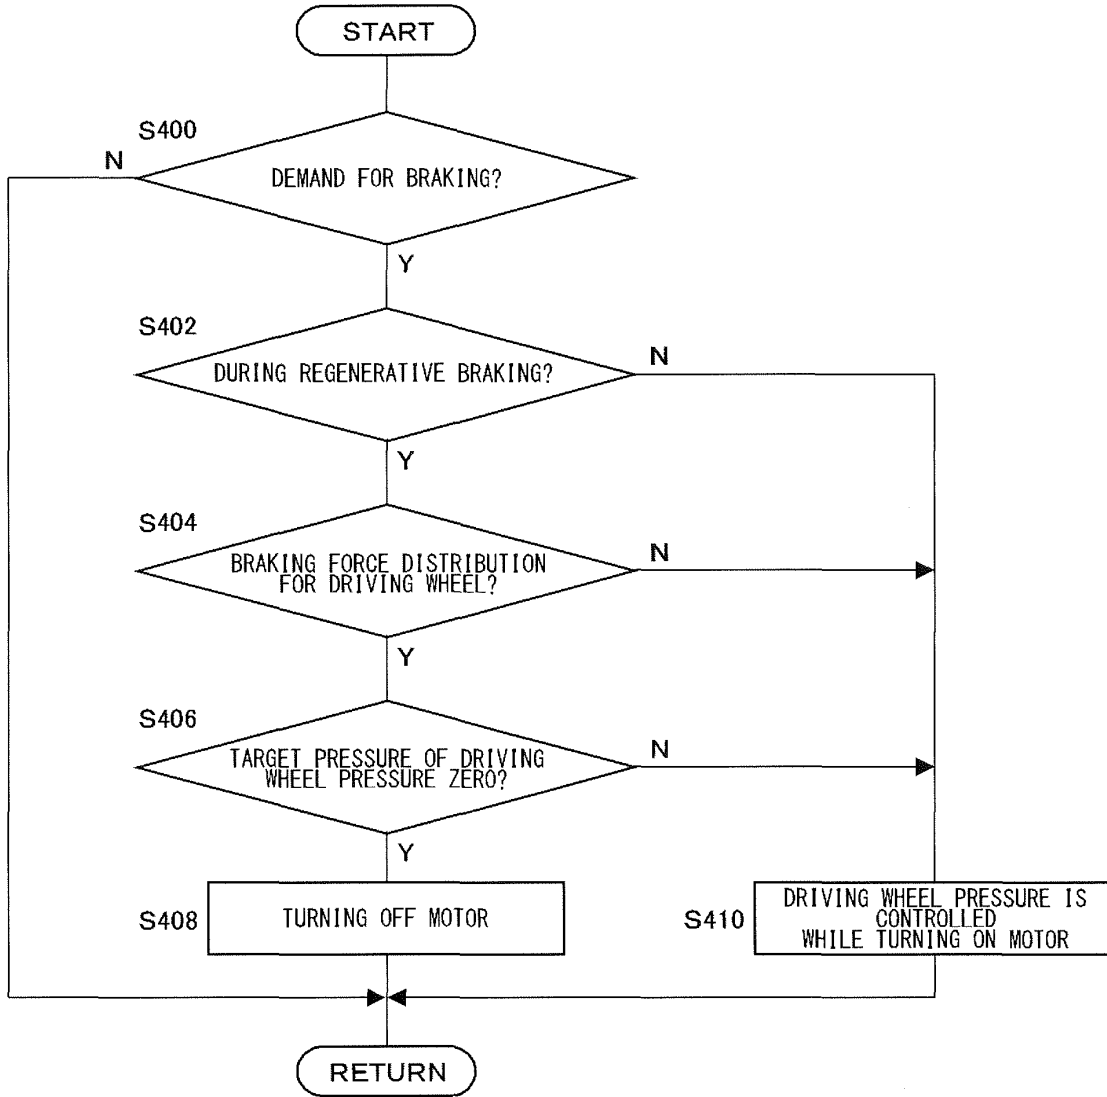 START
S400
N
DEMAND FOR BRAKING?
Y
S402
N
DURING REGENERATIVE BRAKING?
Y
S404
N
BRAKING FORCE DISTRIBUTION
FOR DRIVING WHEEL?
Y
S406
N
TARGET PRESSURE OF DRIVING
WHEEL PRESSURE ZERO?
Y
S408
TURNING OFF MOTOR
S410
DRIVING WHEEL PRESSURE IS
CONTROLLED
WHILE TURNING ON MOTOR
RETURN